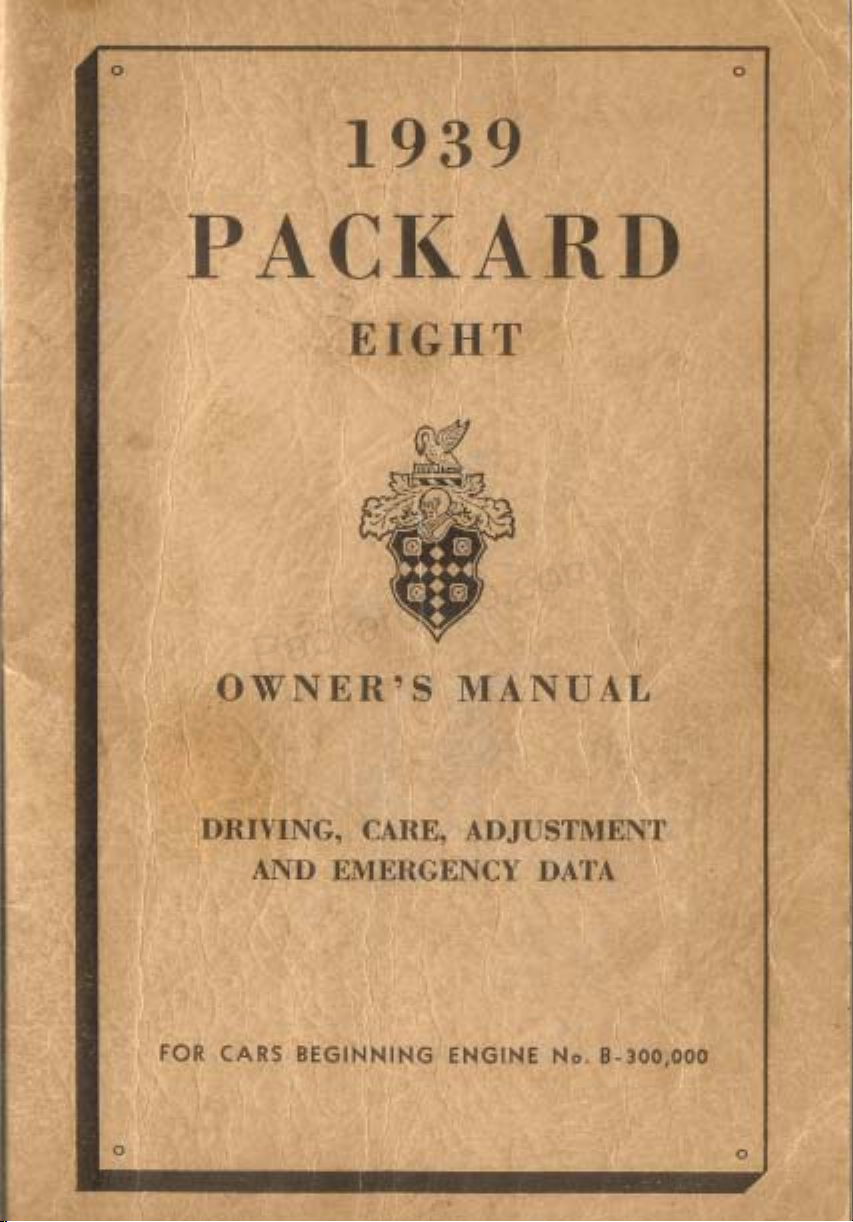 1939
PACKARD
EIGHT
OWNER'S MANUAL
DRIVING, CARE, ADJUSTMENT
AND EMERGENCY DATA
FOR CARS BEGINNING ENGINE No. B-300,000